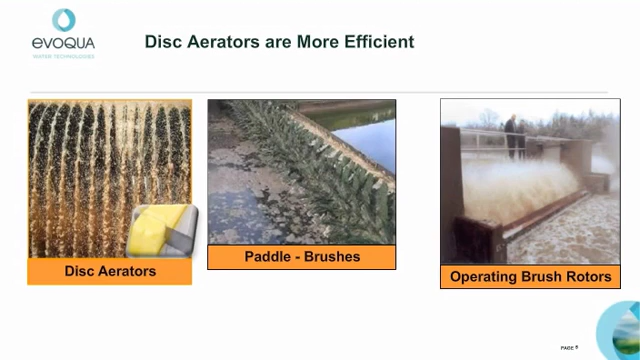 evoqua
WATER TECHNOLOGIES
Disc Aerators are More Efficient
Disc Aerators
Paddle - Brushes
Operating Brush Rotors
PAGE 6